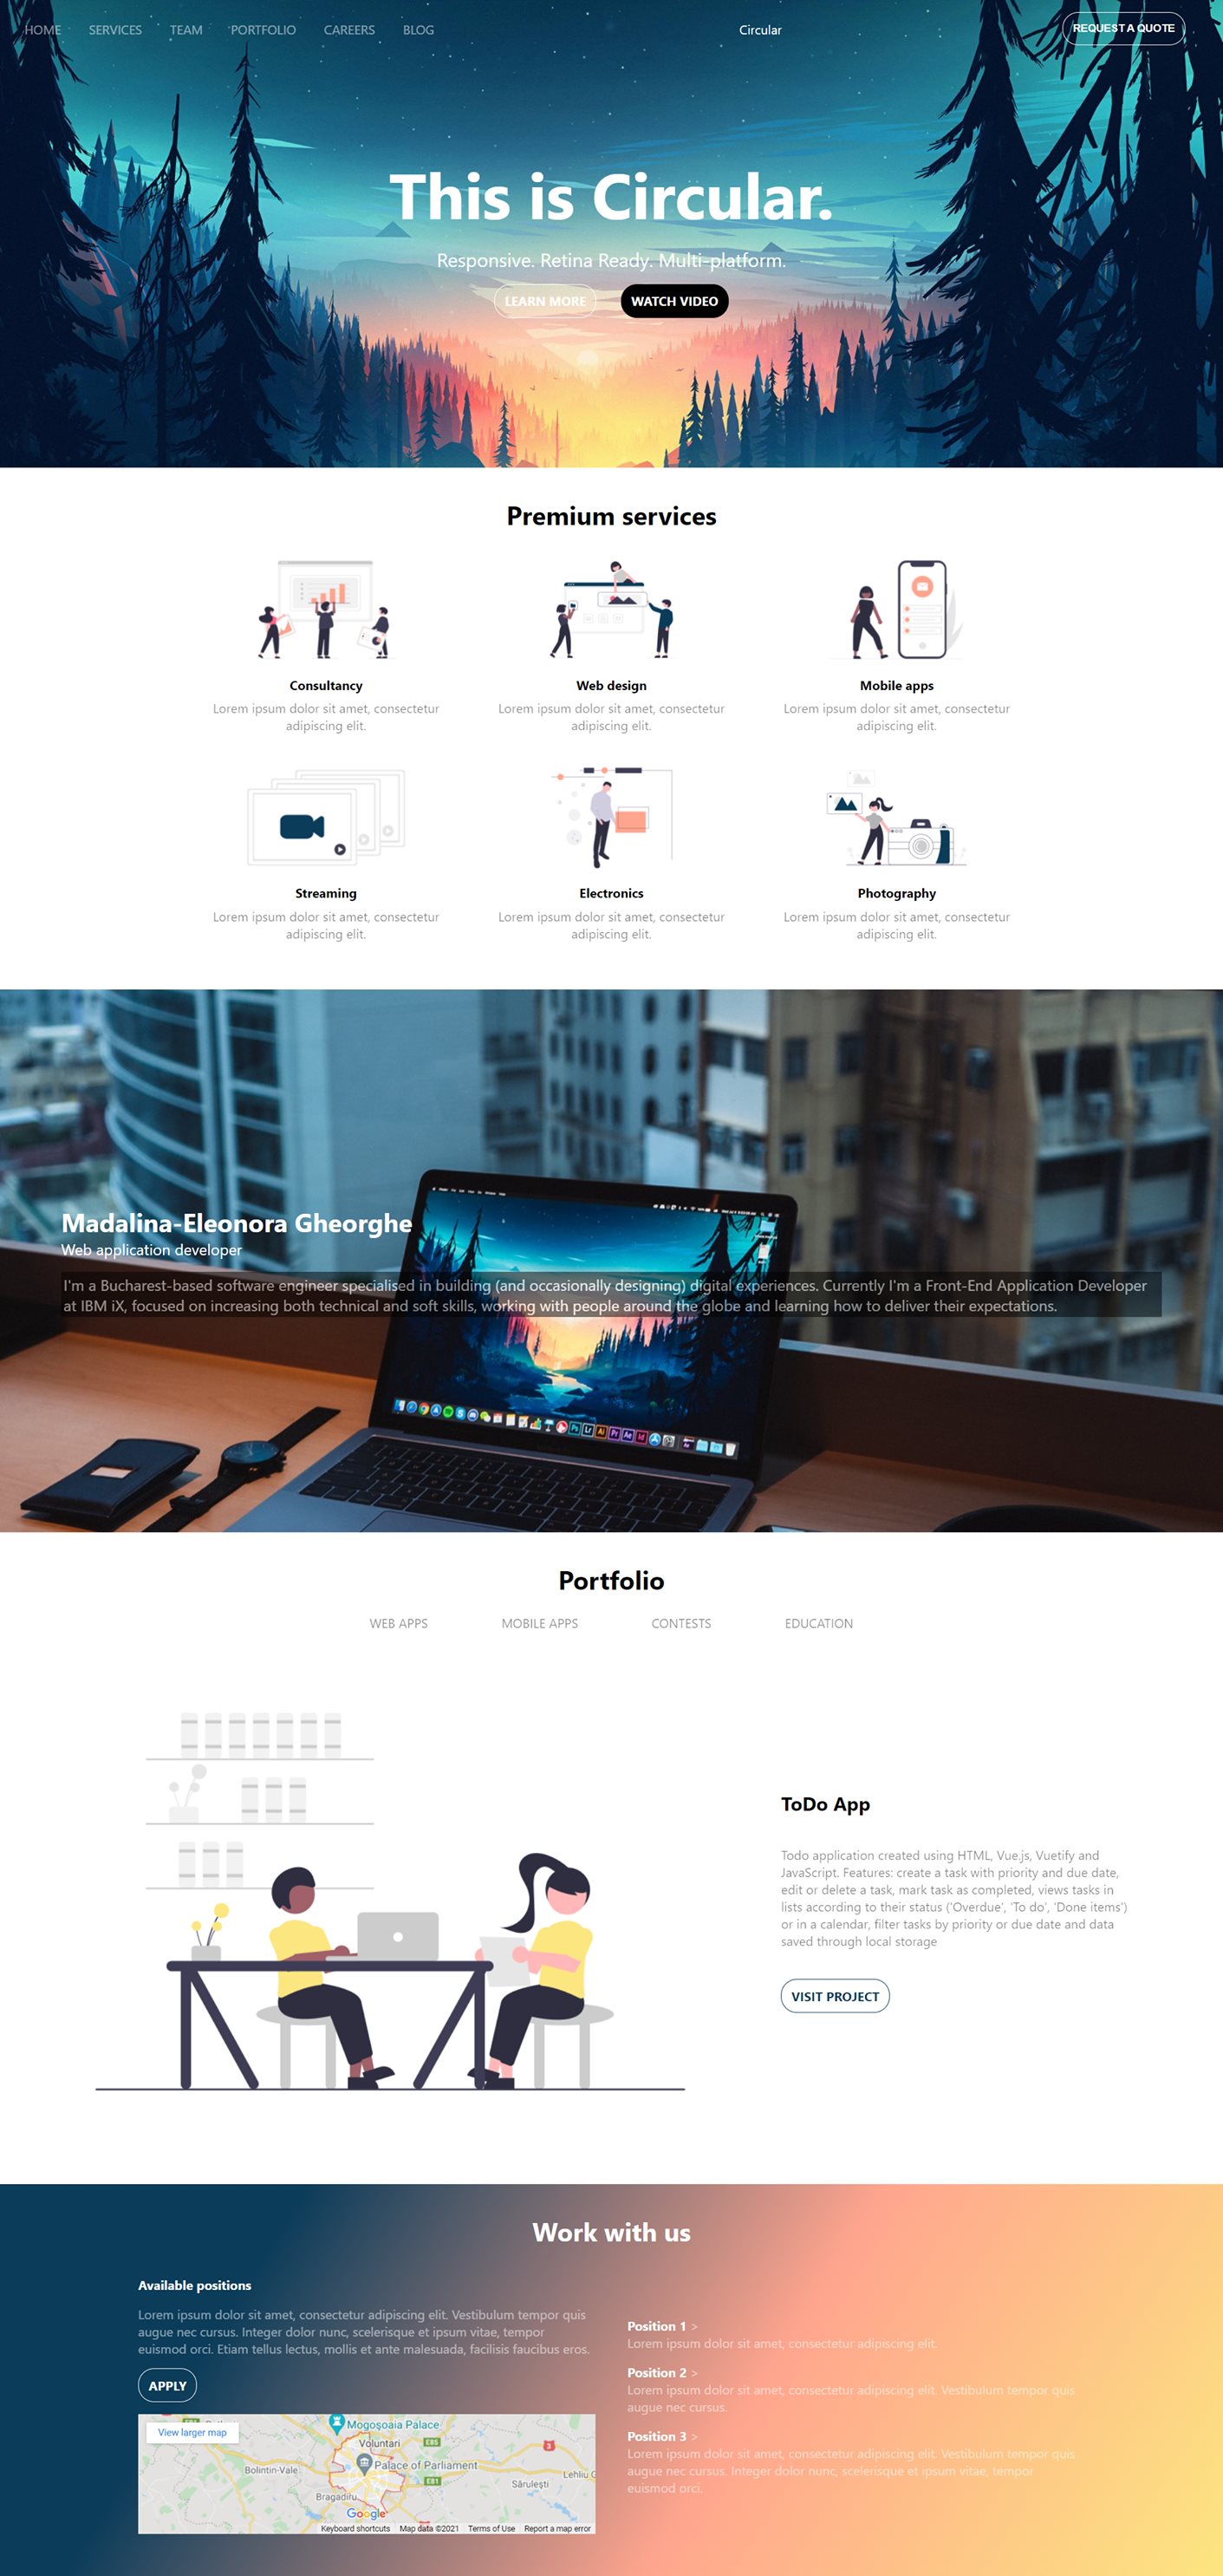 HOME SERVICES TEAM PORTFOLIO CAREERS BLOG Circular REQUEST A QUOTE
This is Circular.
Responsive. Retina Ready. Multi-platform.
LEARN MORE WATCH VIDEO
Premium services
Consultancy Web design Mobile apps
Lorem ipsum dolor sit amet, consectetur Lorem ipsum dolor sit amet, consectetur Lorem ipsum dolor sit amet, consectetur
adipiscing elit. adipiscing elit. adipiscing elit.
Streaming Electronics Photography
Lorem ipsum dolor sit amet, consectetur Lorem ipsum dolor sit amet, consectetur Lorem ipsum dolor sit amet, consectetur
adipiscing elit. adipiscing elit. adipiscing elit.
Madalina-Eleonora Gheorghe
Web application developer
I'm a Bucharest-based software engineer specialised in building (and occasionally designing) digital experiences. Currently I'm a Front-End Application Developer
at IBM iX, focused on increasing both technical and soft skills, working with people around the globe and learning how to deliver their expectations.
Portfolio
WEB APPS MOBILE APPS CONTESTS EDUCATION
ToDo App
Todo application created using HTML, Vue.js, Vuetify and
JavaScript. Features: create a task with priority and due date,
edit or delete a task, mark task as completed, views tasks in
lists according to their status ('Overdue', 'To do', 'Done items')
or in a calendar, filter tasks by priority or due date and data
saved through local storage
VISIT PROJECT
Work with us
Available positions
Lorem ipsum dolor sit amet, consectetur adipiscing elit. Vestibulum tempor quis
augue nec cursus. Integer dolor nunc, scelerisque et ipsum vitae, tempor
euismod orci. Etiam tellus lectus, mollis et ante malesuada, facilisis faucibus eros.
APPLY
View larger map
Mogoșoaia Palace
Voluntari E85 3
Bolintin-Vale Palace of Parliament Lehliu
E81 Sărulești
Bragadiru
Google
Keyboard shortcuts Map data ©2021 Terms of Use Report a map error
Position 1 >
Lorem ipsum dolor sit amet, consectetur adipiscing elit.
Position 2 >
Lorem ipsum dolor sit amet, consectetur adipiscing elit. Vestibulum tempor quis
augue nec cursus.
Position 3 >
Lorem ipsum dolor sit amet, consectetur adipiscing elit. Vestibulum tempor quis
augue nec cursus. Integer dolor nunc, scelerisque et ipsum vitae, tempor
euismod orci.